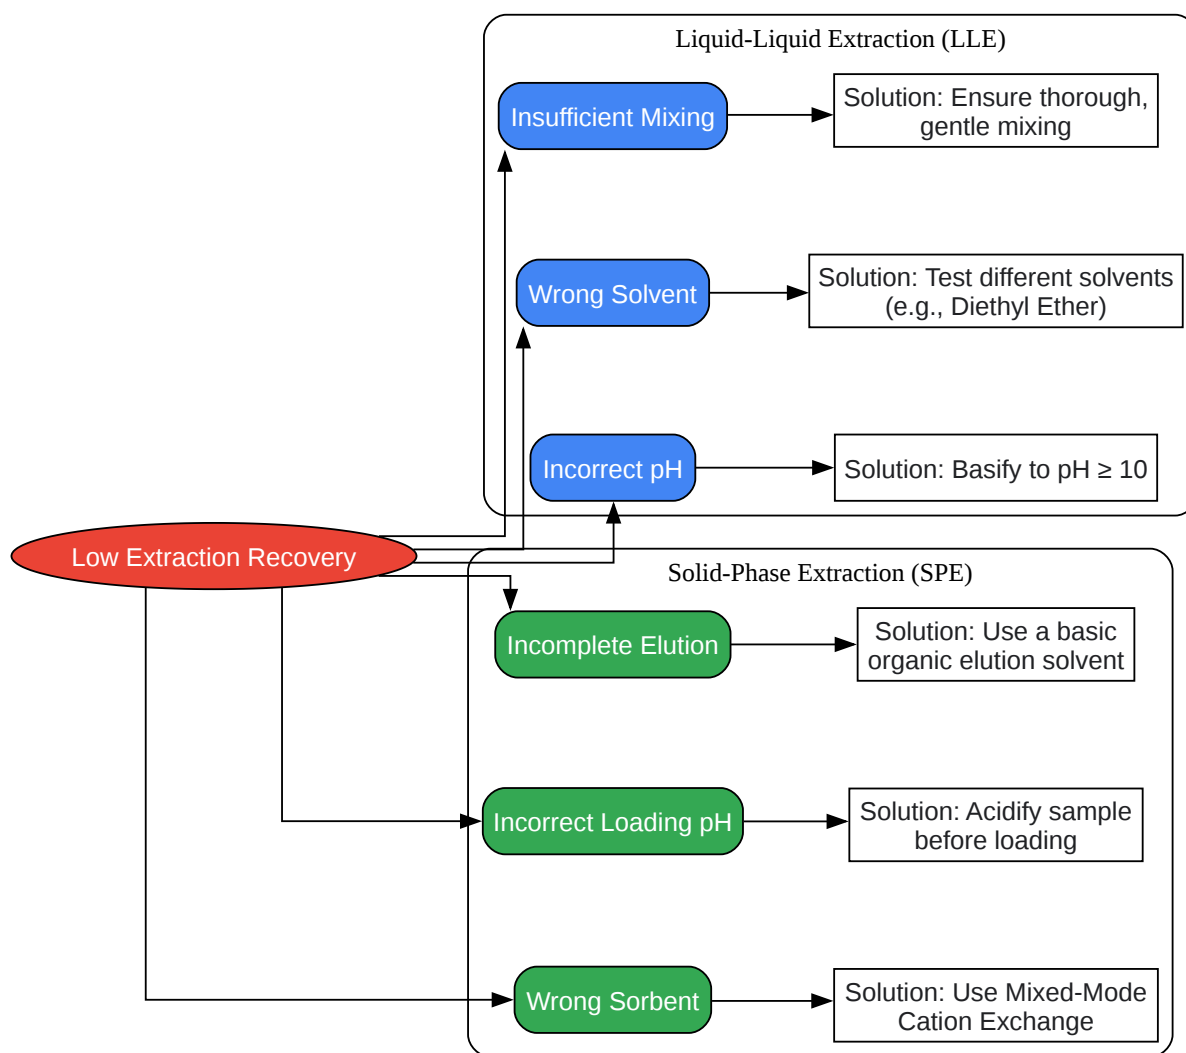 Liquid-Liquid Extraction (LLE)
Insufficient Mixing
Solution: Ensure thorough,
gentle mixing
Wrong Solvent
Solution: Test different solvents
(e.g., Diethyl Ether)
Incorrect pH
Solution: Basify to pH ≥ 10
Low Extraction Recovery
Solid-Phase Extraction (SPE)
Incomplete Elution
Solution: Use a basic
organic elution solvent
Incorrect Loading pH
Solution: Acidify sample
before loading
Wrong Sorbent
Solution: Use Mixed-Mode
Cation Exchange